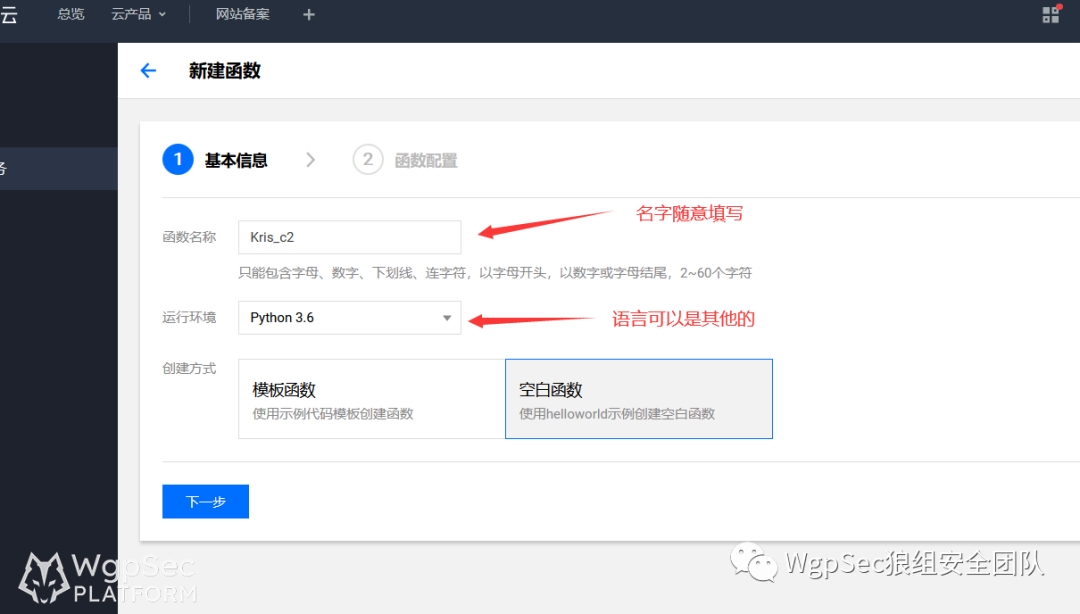 云 总览 云产品 网站备案 +
新建函数
1 基本信息 2 函数配置
务
名字随意填写
函数名称 Kris_c2
只能包含字母、数字、下划线、连字符，以字母开头，以数字或字母结尾，2~60个字符
运行环境 Python 3.6 语言可以是其他的
创建方式
模板函数 空白函数
使用示例代码模板创建函数 使用helloworld示例创建空白函数
下一步
WgpSec
PLATFORM
WgpSec狼组安全团队